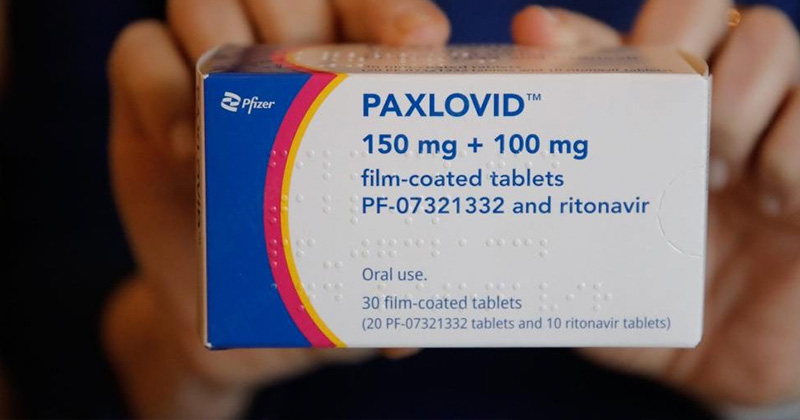 Pfizer
PAXLOVID™
150 mg + 100 mg
film-coated tablets
PF-07321332 and ritonavir
Oral use.
30 film-coated tablets
(20 PF-07321332 tablets and 10 ritonavir tablets)